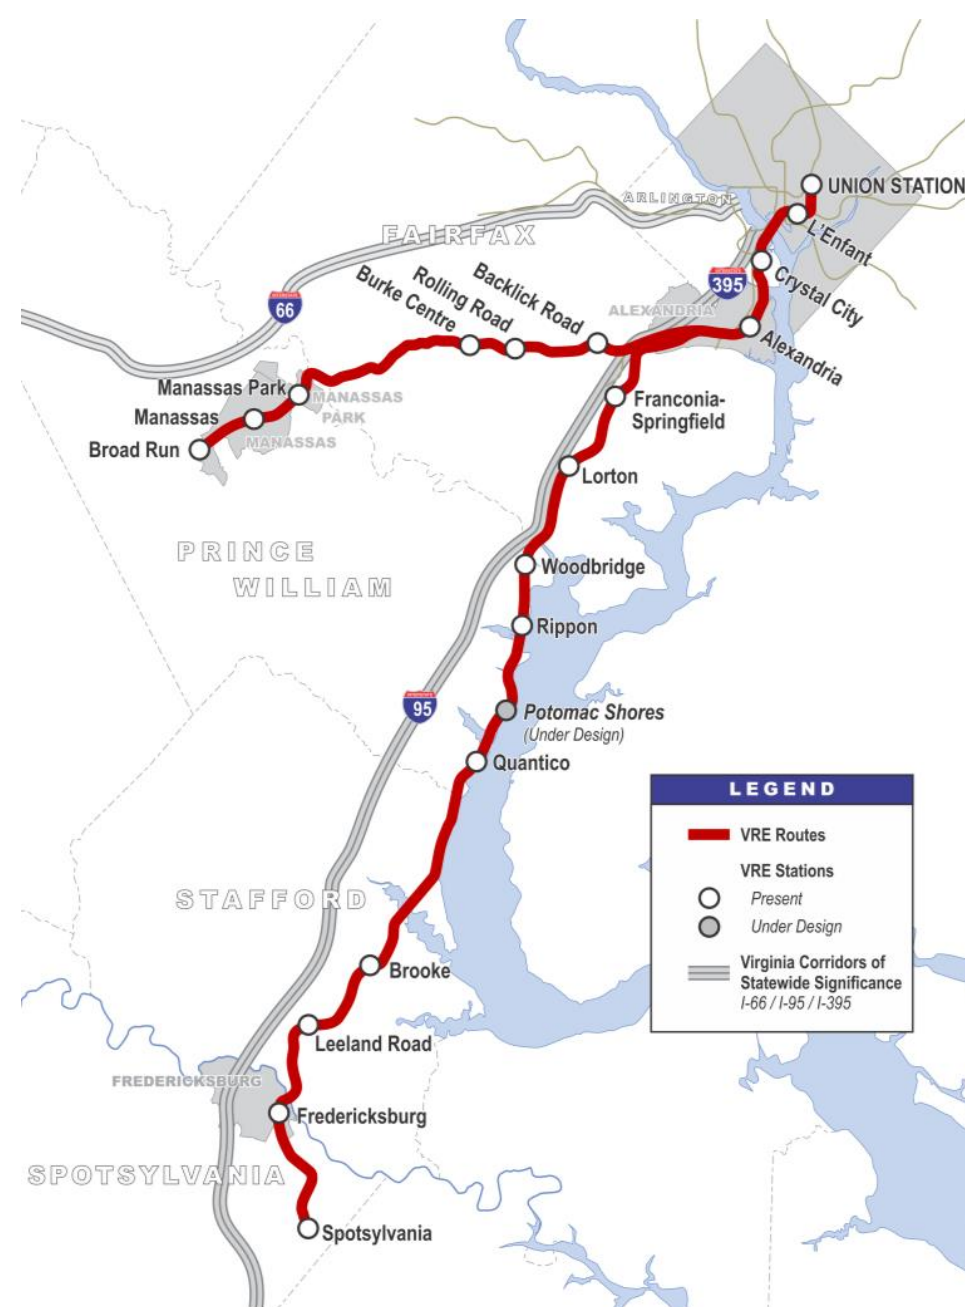 UNION STATION
ARLINGTON
L'Enfant
FAIRFAX
Crystal City
Backlick Road
Rolling Road
Burke Centre
395
66
ALEXANDRIA
Alexandria
Manassas Park
MANASSAS
PARK
Franconia-
Springfield
Manassas
MANASSAS
Broad Run
Lorton
PRINCE
WILLIAM
Woodbridge
Rippon
95
Potomac Shores
(Under Design)
Quantico
LEGEND
VRE Routes
VRE Stations
Present
Under Design
Virginia Corridors of
Statewide Significance
I-66 / I-95 / I-395
STAFFORD
Brooke
Leeland Road
FREDERICKSBURG
Fredericksburg
SPOTSYLVANIA
Spotsylvania